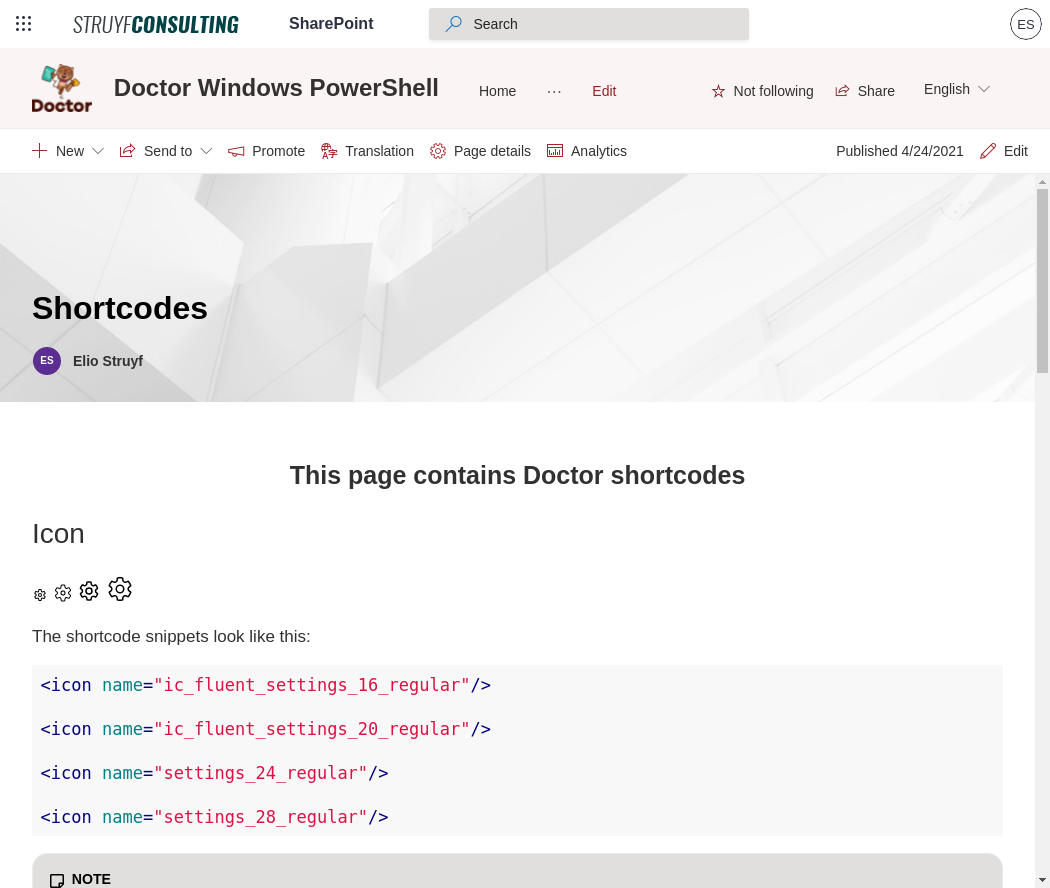 STRUYFCONSULTING SharePoint Search ES
Doctor Doctor Windows PowerShell Home ··· Edit Not following Share English
New Send to Promote Translation Page details Analytics Published 4/24/2021 Edit
Shortcodes
ES Elio Struyf
This page contains Doctor shortcodes
Icon
The shortcode snippets look like this:
<icon name="ic_fluent_settings_16_regular"/>
<icon name="ic_fluent_settings_20_regular"/>
<icon name="settings_24_regular"/>
<icon name="settings_28_regular"/>
NOTE